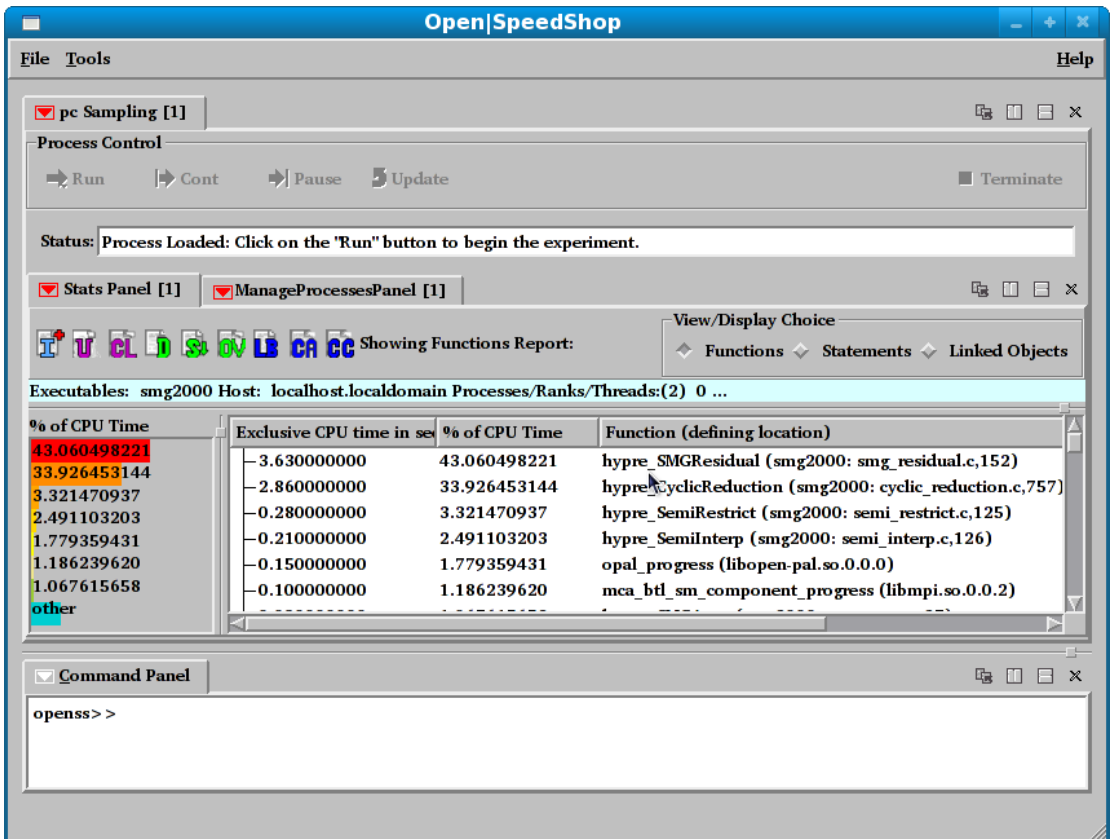 Open|SpeedShop
File Tools Help
pc Sampling [1]
Process Control
Run Cont Pause Update Terminate
Status: Process Loaded: Click on the "Run" button to begin the experiment.
Stats Panel [1] ManageProcessesPanel [1]
View/Display Choice
I U CL D S OV LB CA CC Showing Functions Report:
Functions Statements Linked Objects
Executables: smg2000 Host: localhost.localdomain Processes/Ranks/Threads:(2) 0 ...
% of CPU Time
43.060498221
33.926453144
3.321470937
2.491103203
1.779359431
1.186239620
1.067615658
other
Exclusive CPU time in se % of CPU Time Function (defining location)
3.630000000 43.060498221 hypre_SMGResidual (smg2000: smg_residual.c,152)
2.860000000 33.926453144 hypre_CyclicReduction (smg2000: cyclic_reduction.c,757)
0.280000000 3.321470937 hypre_SemiRestrict (smg2000: semi_restrict.c,125)
0.210000000 2.491103203 hypre_SemiInterp (smg2000: semi_interp.c,126)
0.150000000 1.779359431 opal_progress (libopen-pal.so.0.0.0)
0.100000000 1.186239620 mca_btl_sm_component_progress (libmpi.so.0.0.2)
Command Panel
openss>>